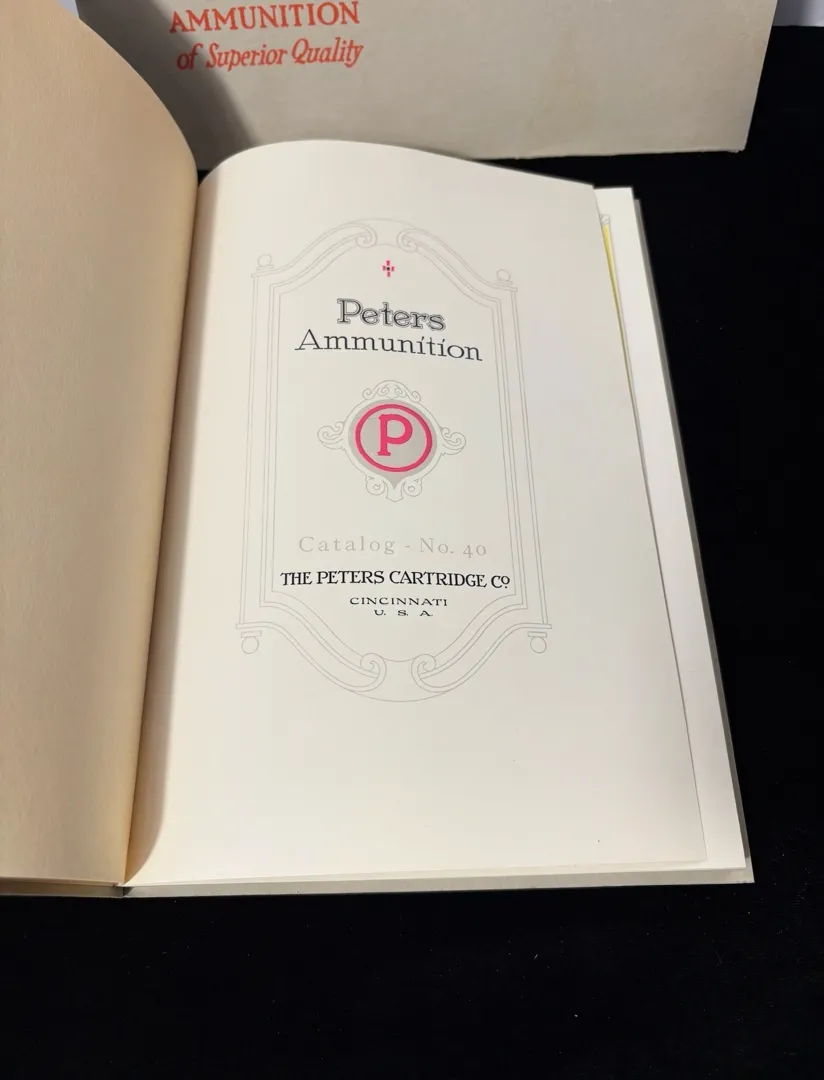 AMMUNITION
of Superior Quality
Peters
Ammunition
P
Catalog - No. 40
THE PETERS CARTRIDGE CO.
CINCINNATI
U. S. A.